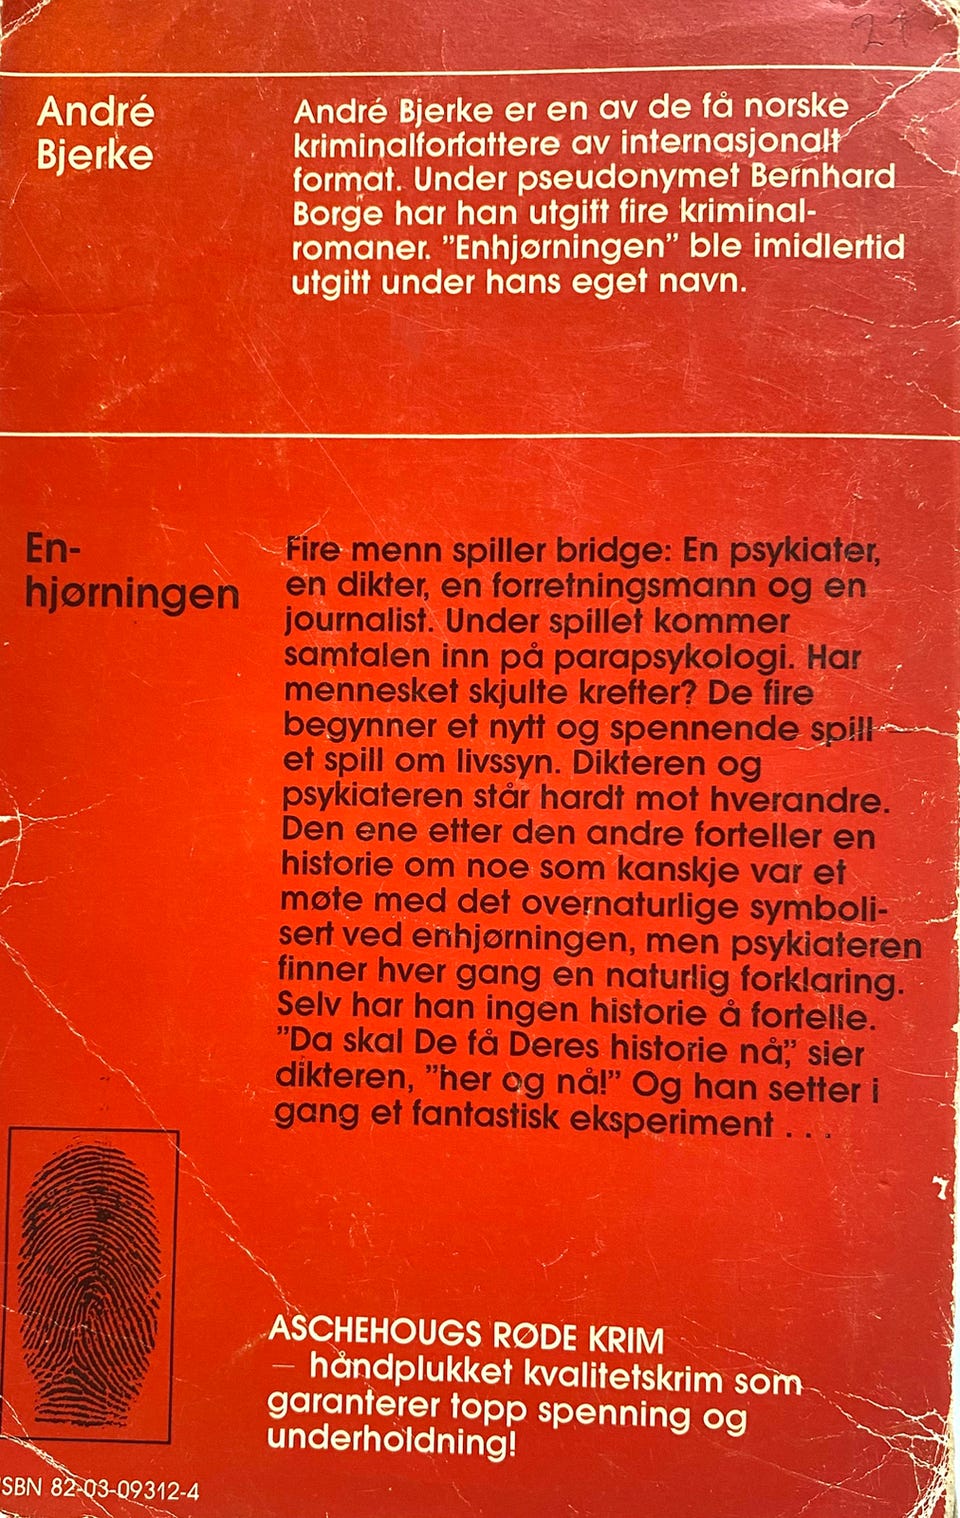 André
Bjerke
André Bjerke er en av de få norske
kriminalforfattere av internasjonalt
format. Under pseudonymet Bernhard
Borge har han utgitt fire kriminal-
romaner. ”Enhjørningen” ble imidlertid
utgitt under hans eget navn.
En-
hjørningen
Fire menn spiller bridge: En psykiater,
en dikter, en forretningsmann og en
journalist. Under spillet kommer
samtalen inn på parapsykologi. Har
mennesket skjulte krefter? De fire
begynner et nytt og spennende spill —
et spill om livssyn. Dikteren og
psykiateren står hardt mot hverandre.
Den ene etter den andre forteller en
historie om noe som kanskje var et
møte med det overnaturlige symboli-
sert ved enhjørningen, men psykiateren
finner hver gang en naturlig forklaring.
Selv har han ingen historie å fortelle.
”Da skal De få Deres historie nå,” sier
dikteren, ”her og nå!” Og han setter i
gang et fantastisk eksperiment . . .
ASCHEHOUGS RØDE KRIM
— håndplukket kvalitetskrim som
garanterer topp spenning og
underholdning!
ISBN 82-03-09312-4